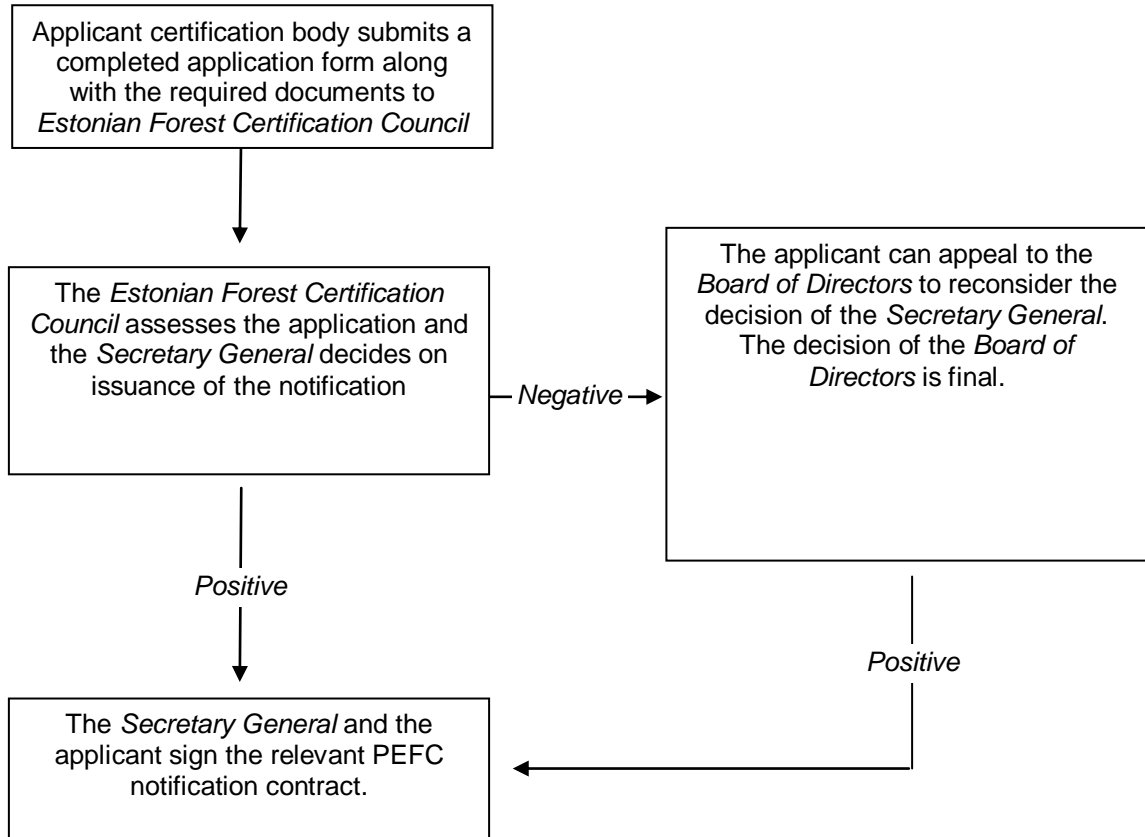 Applicant certification body submits a
completed application form along
with the required documents to
Estonian Forest Certification Council
The Estonian Forest Certification
Council assesses the application and
the Secretary General decides on
issuance of the notification
Negative
The applicant can appeal to the
Board of Directors to reconsider the
decision of the Secretary General.
The decision of the Board of
Directors is final.
Positive
Positive
The Secretary General and the
applicant sign the relevant PEFC
notification contract.